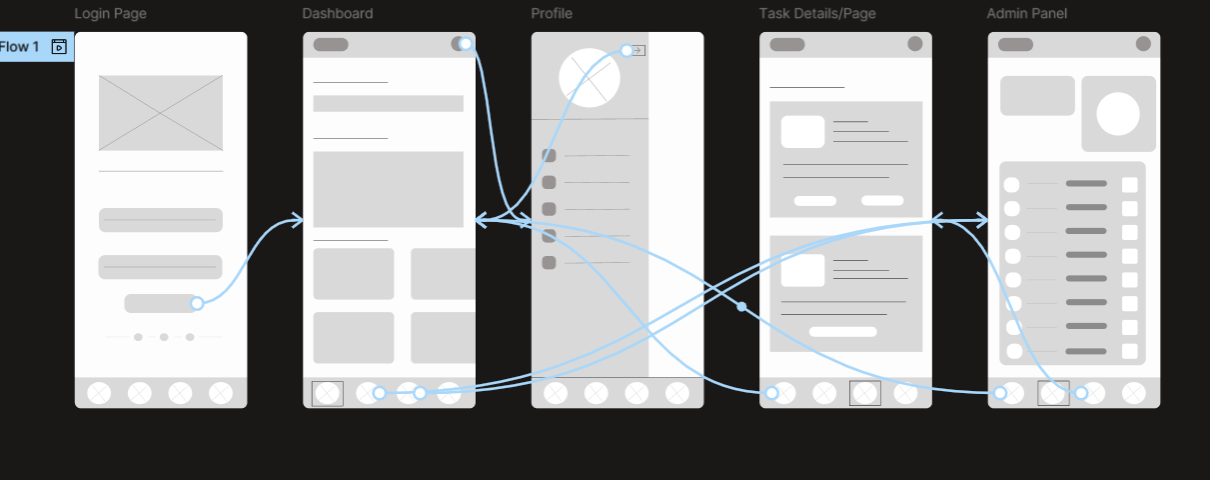 Login Page
Dashboard
Profile
Task Details/Page
Admin Panel
Flow 1